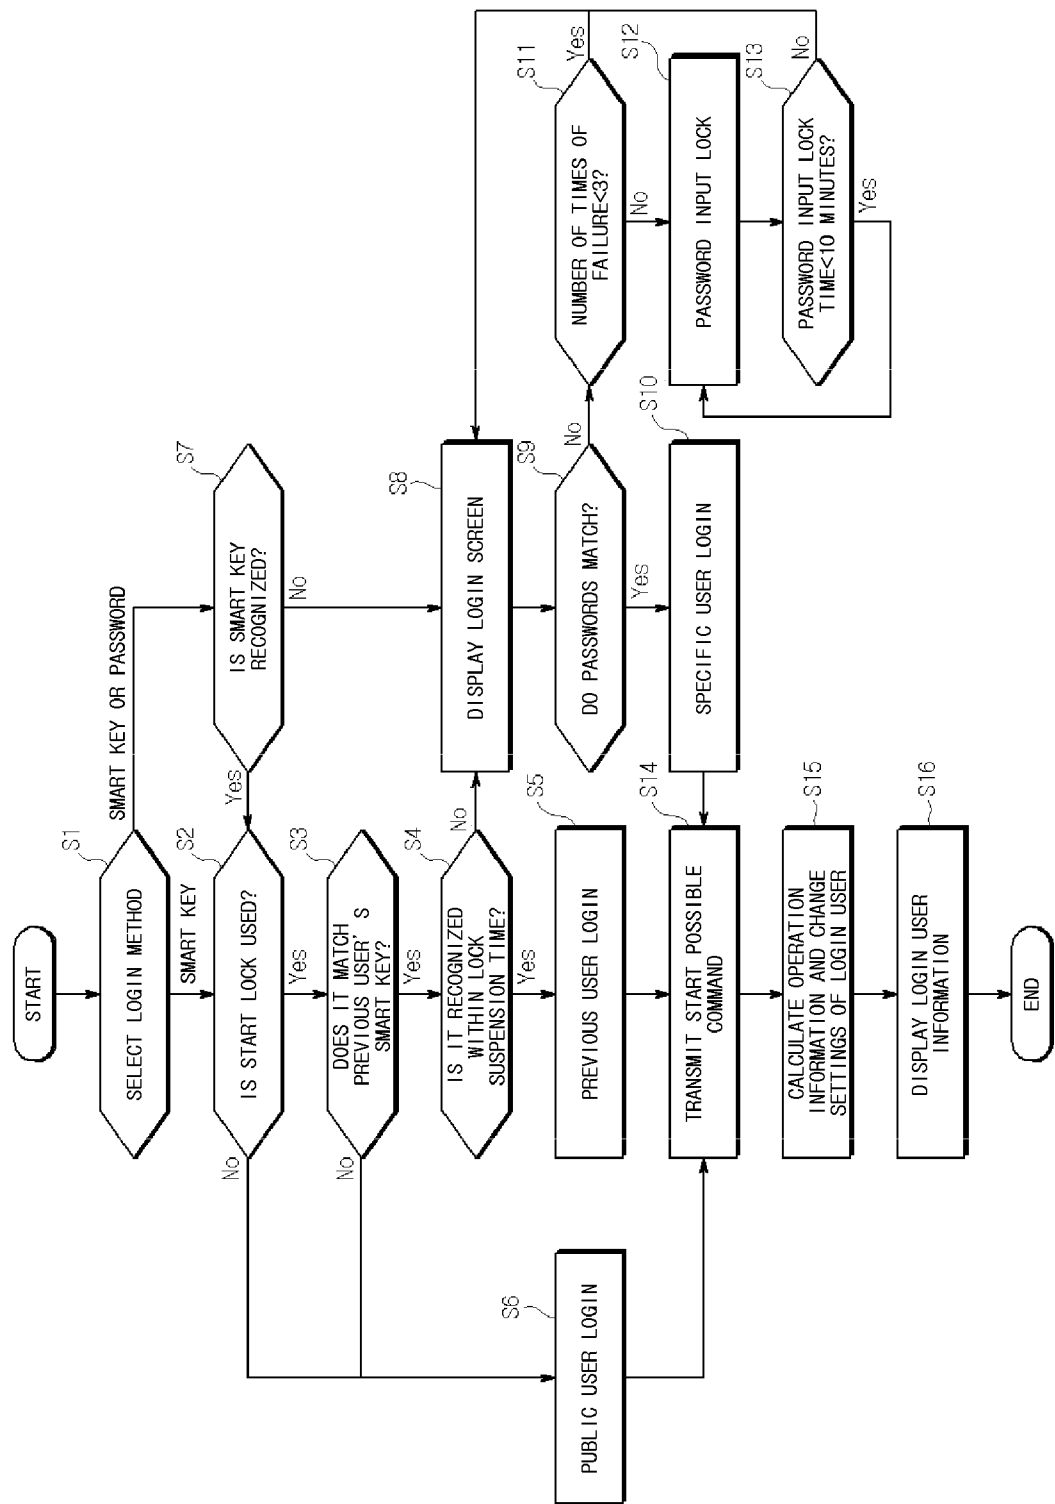 START
S1
SELECT LOGIN METHOD
SMART KEY OR PASSWORD
SMART KEY
S2
IS START LOCK USED?
No
Yes
S7
IS SMART KEY
RECOGNIZED?
Yes
No
S3
DOES IT MATCH
PREVIOUS USER'S
SMART KEY?
No
Yes
S4
IS IT RECOGNIZED
WITHIN LOCK
SUSPENSION TIME?
No
Yes
S8
DISPLAY LOGIN SCREEN
S6
PUBLIC USER LOGIN
S5
PREVIOUS USER LOGIN
S9
DO PASSWORDS MATCH?
No
Yes
S11
NUMBER OF TIMES OF
FAILURE<3?
Yes
No
S14
TRANSMIT START POSSIBLE
COMMAND
S10
SPECIFIC USER LOGIN
S12
PASSWORD INPUT LOCK
S15
CALCULATE OPERATION
INFORMATION AND CHANGE
SETTINGS OF LOGIN USER
S13
PASSWORD INPUT LOCK
TIME<10 MINUTES?
No
Yes
S16
DISPLAY LOGIN USER
INFORMATION
END